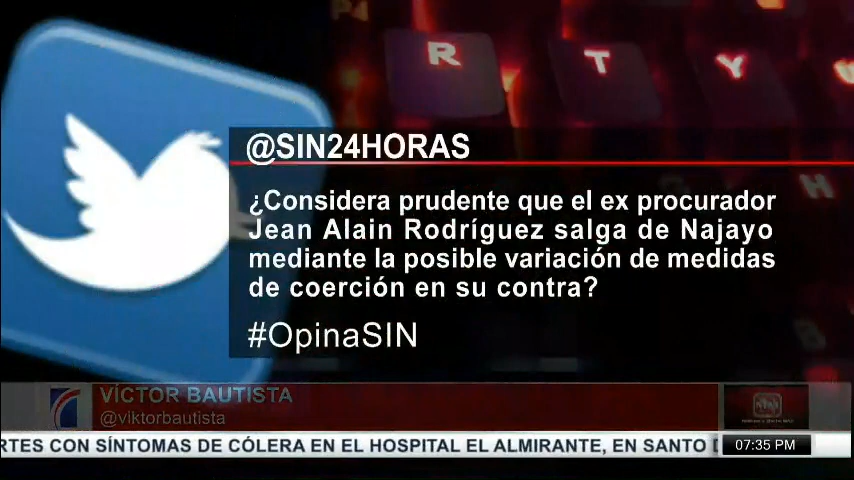 P4
R T Y
@SIN24HORAS
¿Considera prudente que el ex procurador
Jean Alain Rodríguez salga de Najayo
mediante la posible variación de medidas
de coerción en su contra?
#OpinaSIN
H
VÍCTOR BAUTISTA
@viktorbautista
RTES CON SÍNTOMAS DE CÓLERA EN EL HOSPITAL EL ALMIRANTE, EN SANTO
07:35 PM